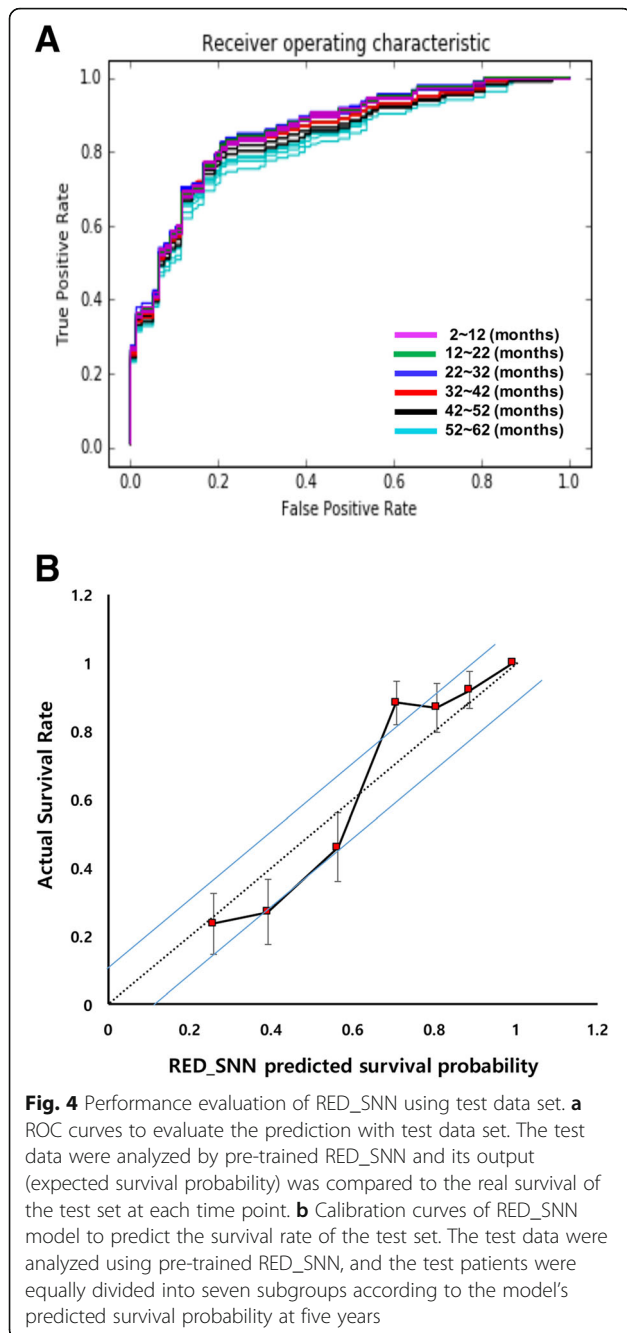 A
Receiver operating characteristic
1.0
0.8
0.6
0.4
0.2
0.0
True Positive Rate
2~12 (months)
12~22 (months)
22~32 (months)
32~42 (months)
42~52 (months)
52~62 (months)
0.0 0.2 0.4 0.6 0.8 1.0
False Positive Rate
B
1.2
1
0.8
0.6
0.4
0.2
0
Actual Survival Rate
0 0.2 0.4 0.6 0.8 1 1.2
RED_SNN predicted survival probability
Fig. 4 Performance evaluation of RED_SNN using test data set. a
ROC curves to evaluate the prediction with test data set. The test
data were analyzed by pre-trained RED_SNN and its output
(expected survival probability) was compared to the real survival of
the test set at each time point. b Calibration curves of RED_SNN
model to predict the survival rate of the test set. The test data were
analyzed using pre-trained RED_SNN, and the test patients were
equally divided into seven subgroups according to the model's
predicted survival probability at five years